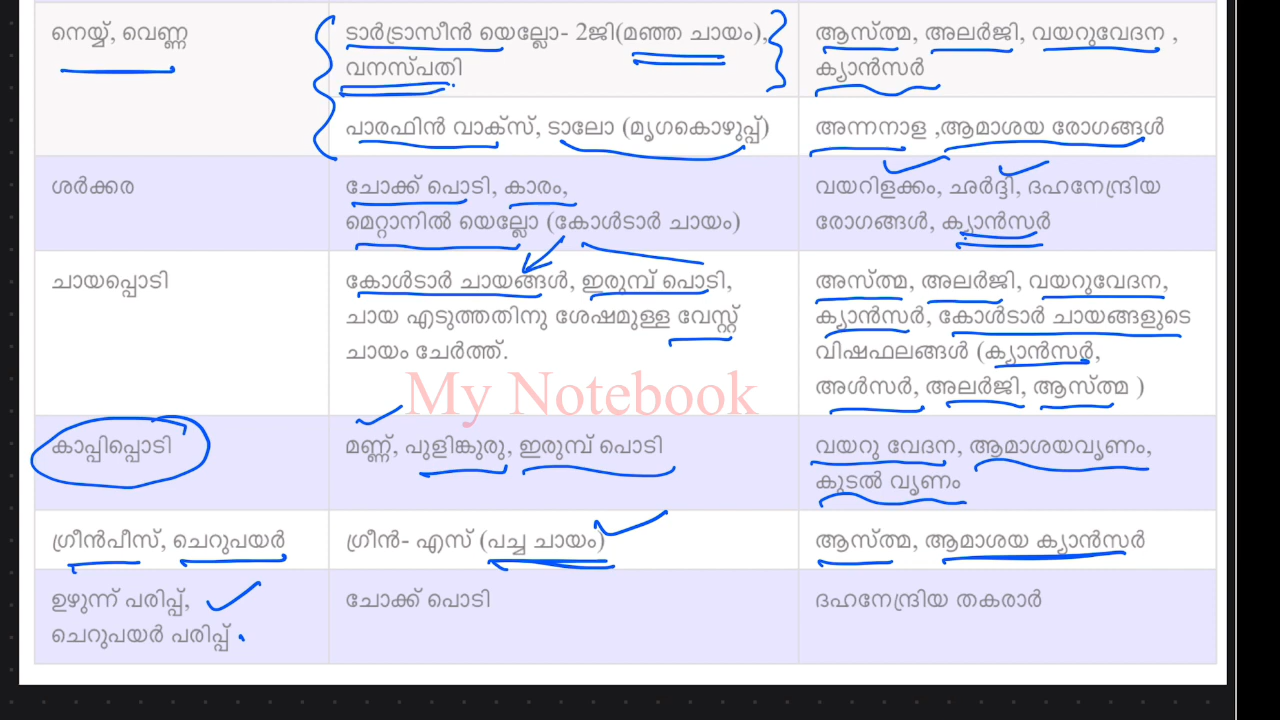 നെയ്യ്, വെണ്ണ
ടാർട്രാസീൻ യെല്ലോ- 2ജി(മഞ്ഞ ചായം),
വനസ്പതി
ആസ്ത്മ, അലർജി, വയറുവേദന ,
ക്യാൻസർ
പാരഫിൻ വാക്സ്, ടാലോ (മൃഗകൊഴുപ്പ്)
അന്നനാള ,ആമാശയ രോഗങ്ങൾ
ശർക്കര
ചോക്ക് പൊടി, കാരം,
മെറ്റാനിൽ യെല്ലോ (കോൾടാർ ചായം)
വയറിളക്കം, ഛർദ്ദി, ദഹനേന്ദ്രിയ
രോഗങ്ങൾ, ക്യാൻസർ
ചായപ്പൊടി
കോൾടാർ ചായങ്ങൾ, ഇരുമ്പ് പൊടി,
ചായ എടുത്തതിനു ശേഷമുള്ള വേസ്റ്റ്
ചായം ചേർത്ത്.
അസ്ത്മ, അലർജി, വയറുവേദന,
ക്യാൻസർ, കോൾടാർ ചായങ്ങളുടെ
വിഷഫലങ്ങൾ (ക്യാൻസർ,
അൾസർ, അലർജി, ആസ്ത്മ )
My Notebook
കാപ്പിപ്പൊടി
മണ്ണ്, പുളിങ്കുരു, ഇരുമ്പ് പൊടി
വയറു വേദന, ആമാശയവൃണം,
കുടൽ വൃണം
ഗ്രീൻപീസ്, ചെറുപയർ
ഗ്രീൻ- എസ് (പച്ച ചായം)
ആസ്ത്മ, ആമാശയ ക്യാൻസർ
ഉഴുന്ന് പരിപ്പ്,
ചെറുപയർ പരിപ്പ്
ചോക്ക് പൊടി
ദഹനേന്ദ്രിയ തകരാർ